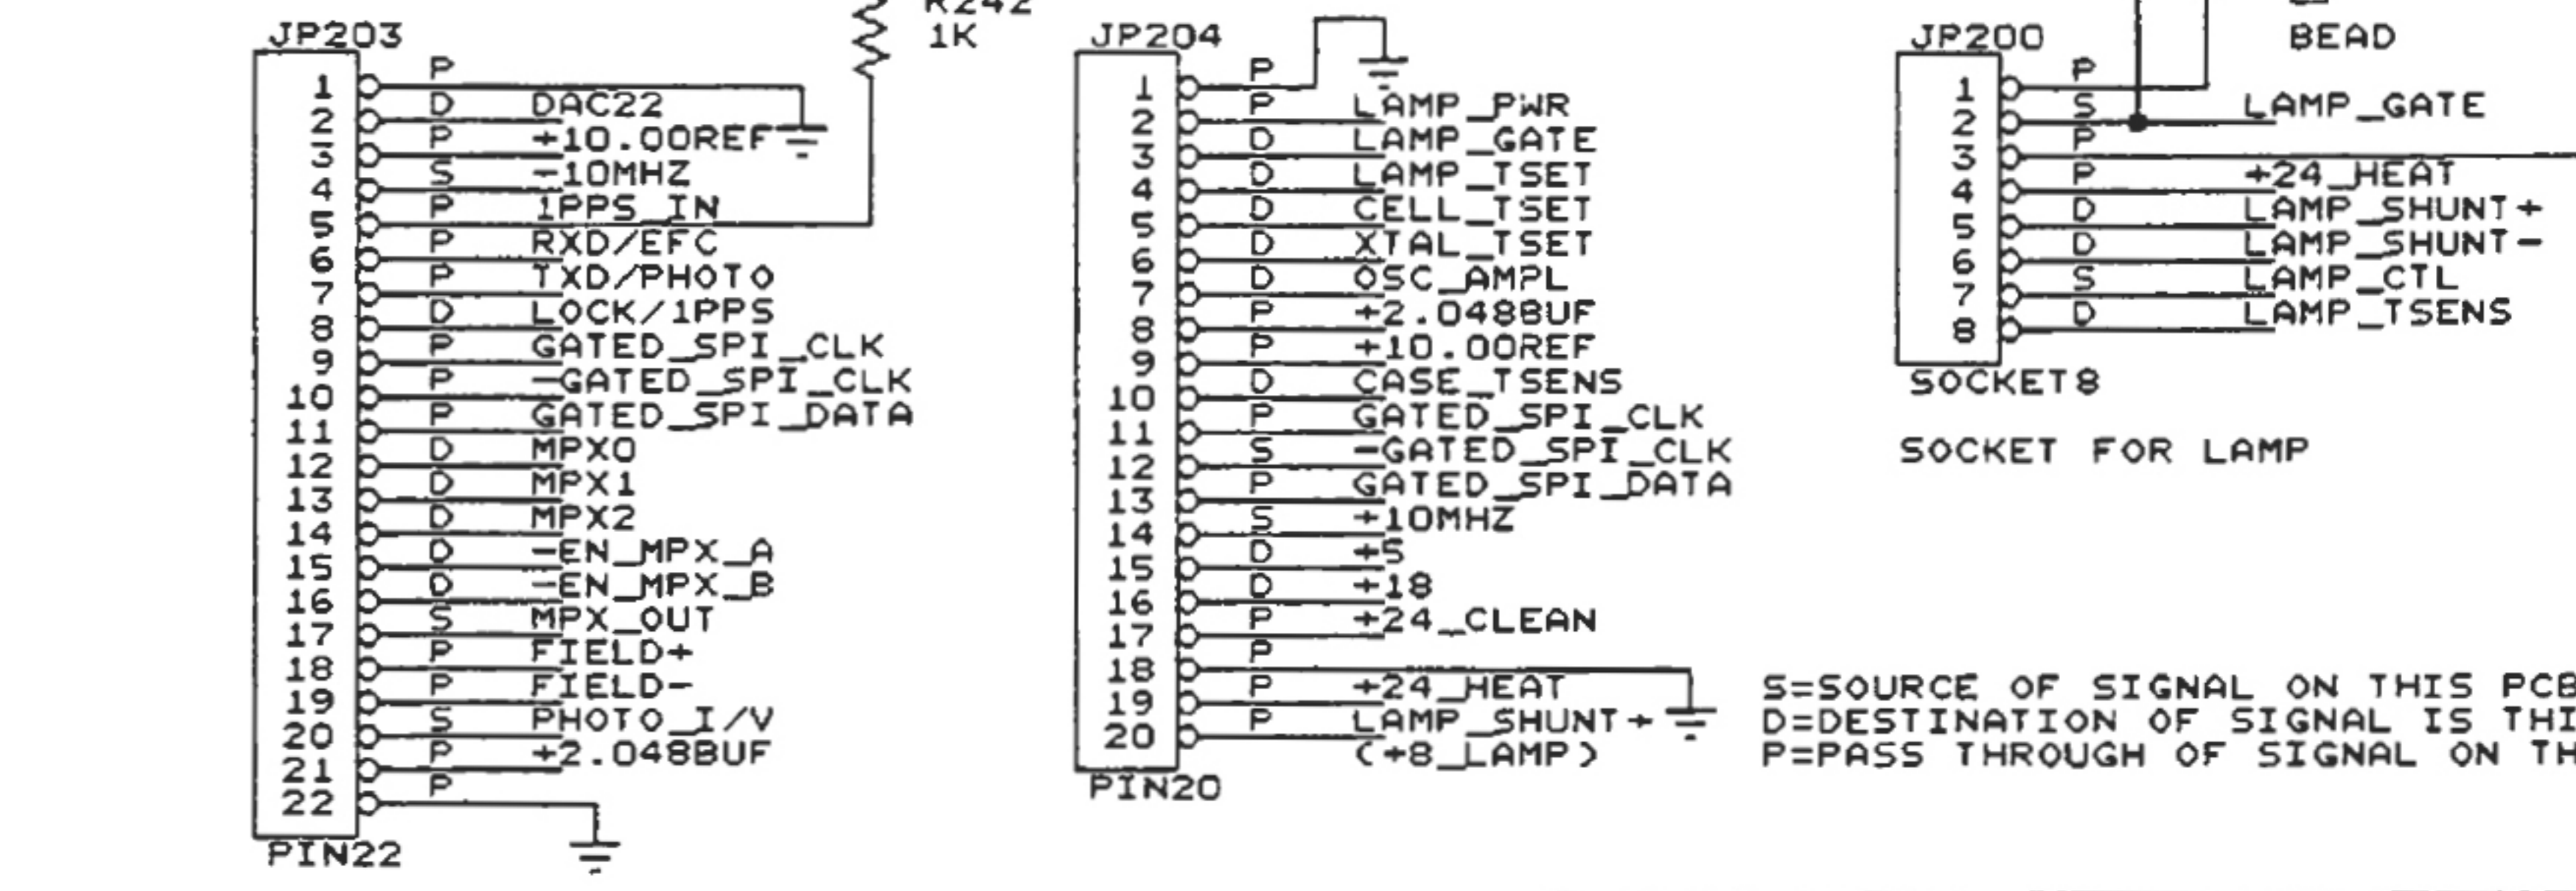 R242
1K
JP203
1 P
2 D DAC22
3 P +10.00REF
4 S -10MHZ
5 P 1PPS_IN
6 P RXD/EFC
7 P TXD/PHOTO
8 D LOCK/1PPS
9 P GATED_SPI_CLK
10 P -GATED_SPI_CLK
11 P GATED_SPI_DATA
12 D MPX0
13 D MPX1
14 D MPX2
15 D -EN_MPX_A
16 D -EN_MPX_B
17 S MPX_OUT
18 P FIELD+
19 P FIELD-
20 S PHOTO_I/V
21 P +2.048BUF
22 P
PIN22
JP204
1 P
2 P LAMP_PWR
3 D LAMP_GATE
4 D LAMP_TSET
5 D CELL_TSET
6 D XTAL_TSET
7 D OSC_AMPL
8 P +2.048BUF
9 P +10.00REF
10 D CASE_TSENS
11 P GATED_SPI_CLK
12 S -GATED_SPI_CLK
13 P GATED_SPI_DATA
14 S +10MHZ
15 D +5
16 D +18
17 P +24_CLEAN
18 P
19 P +24_HEAT
20 P LAMP_SHUNT+
(+8_LAMP)
PIN20
BEAD
JP200
1 P
2 S LAMP_GATE
3 P
4 P +24_HEAT
5 D LAMP_SHUNT+
6 D LAMP_SHUNT-
7 S LAMP_CTL
8 D LAMP_TSENS
SOCKET8
SOCKET FOR LAMP
S=SOURCE OF SIGNAL ON THIS PCB
D=DESTINATION OF SIGNAL IS THI
P=PASS THROUGH OF SIGNAL ON TH